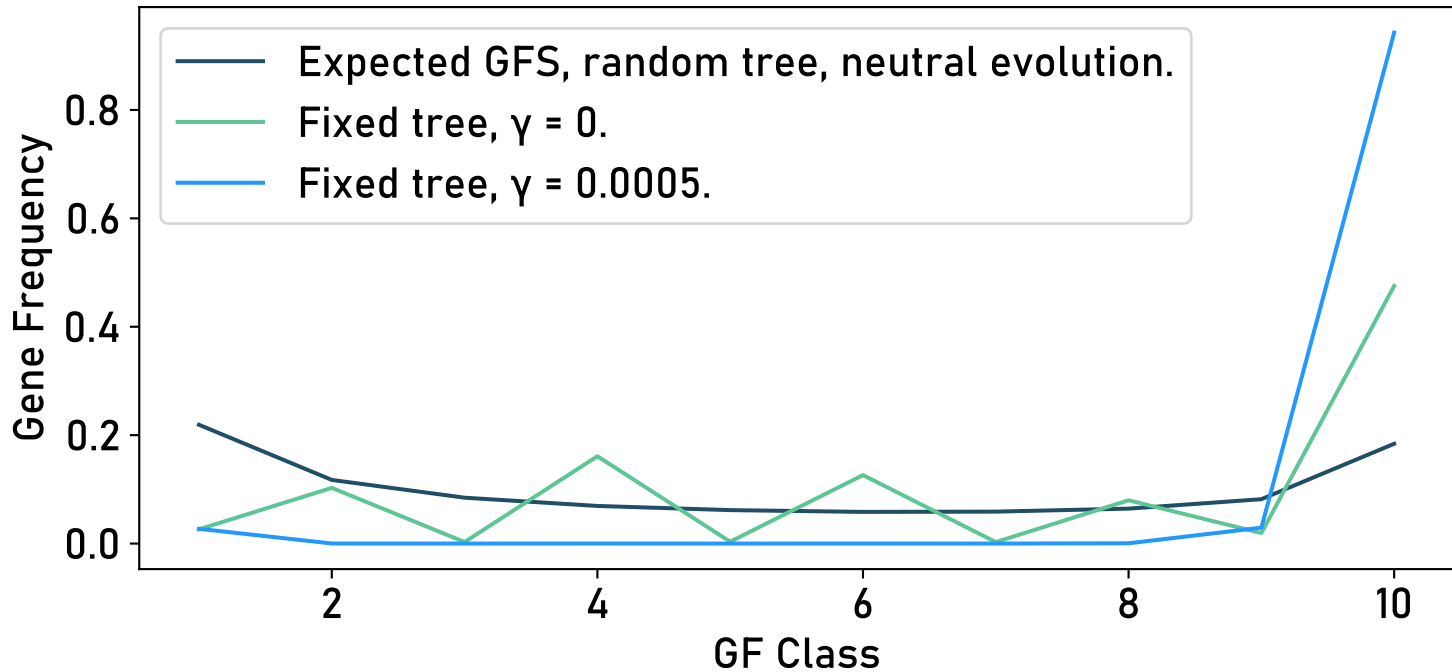 Expected GFS, random tree, neutral evolution.
Fixed tree, γ = 0.
Fixed tree, γ = 0.0005.
Gene Frequency
0.8
0.6
0.4
0.2
0.0
2 4 6 8 10
GF Class